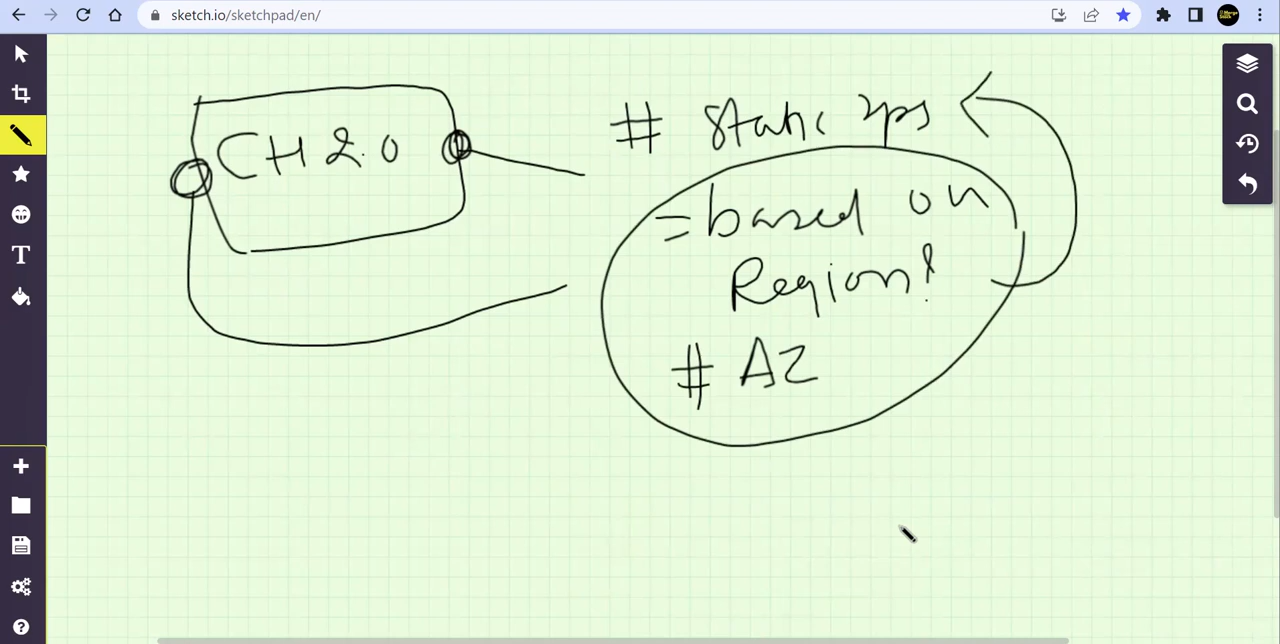 sketch.io/sketchpad/en/
CH2.0
# Static Ips
= based on
Region!
# AZ
T
?